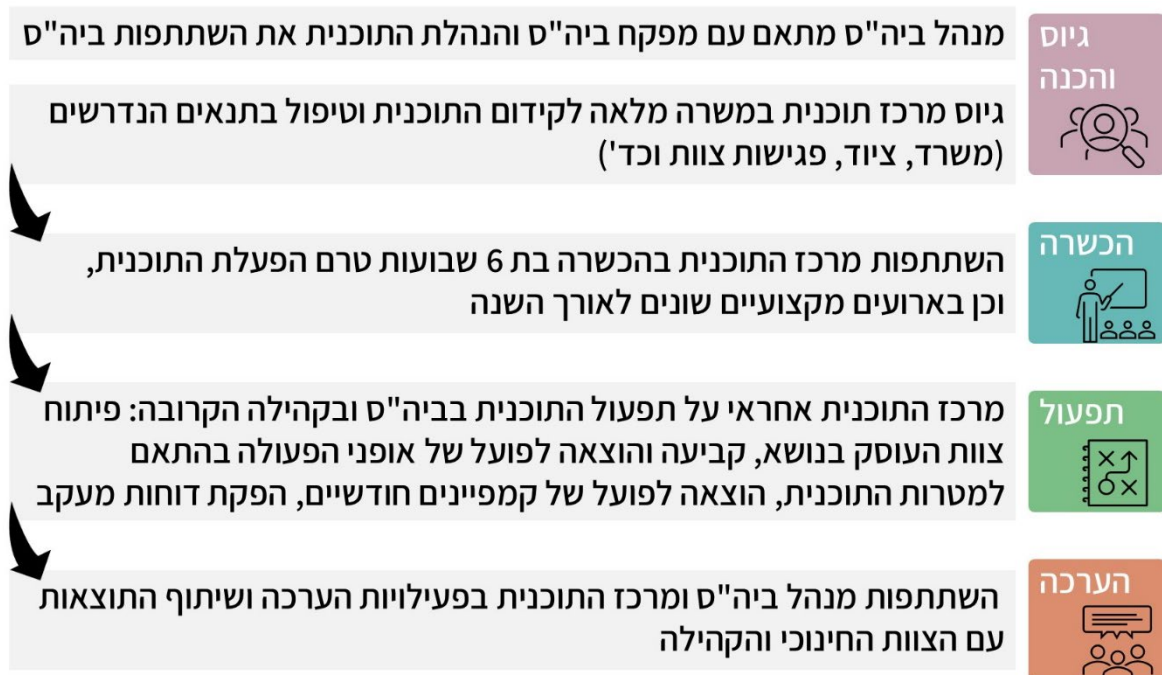 גיוס
והכנה
מנהל ביה"ס מתאם עם מפקח ביה"ס והנהלת התוכנית את השתתפות ביה"ס
גיוס מרכז תוכנית במשרה מלאה לקידום התוכנית וטיפול בתנאים הנדרשים
(משרד, ציוד, פגישות צוות וכד')
הכשרה
השתתפות מרכז התוכנית בהכשרה בת 6 שבועות טרם הפעלת התוכנית,
וכן בארועים מקצועיים שונים לאורך השנה
תפעול
מרכז התוכנית אחראי על תפעול התוכנית בביה"ס ובקהילה הקרובה: פיתוח
צוות העוסק בנושא, קביעה והוצאה לפועל של אופני הפעולה בהתאם
למטרות התוכנית, הוצאה לפועל של קמפיינים חודשיים, הפקת דוחות מעקב
הערכה
השתתפות מנהל ביה"ס ומרכז התוכנית בפעילויות הערכה ושיתוף התוצאות
עם הצוות החינוכי והקהילה